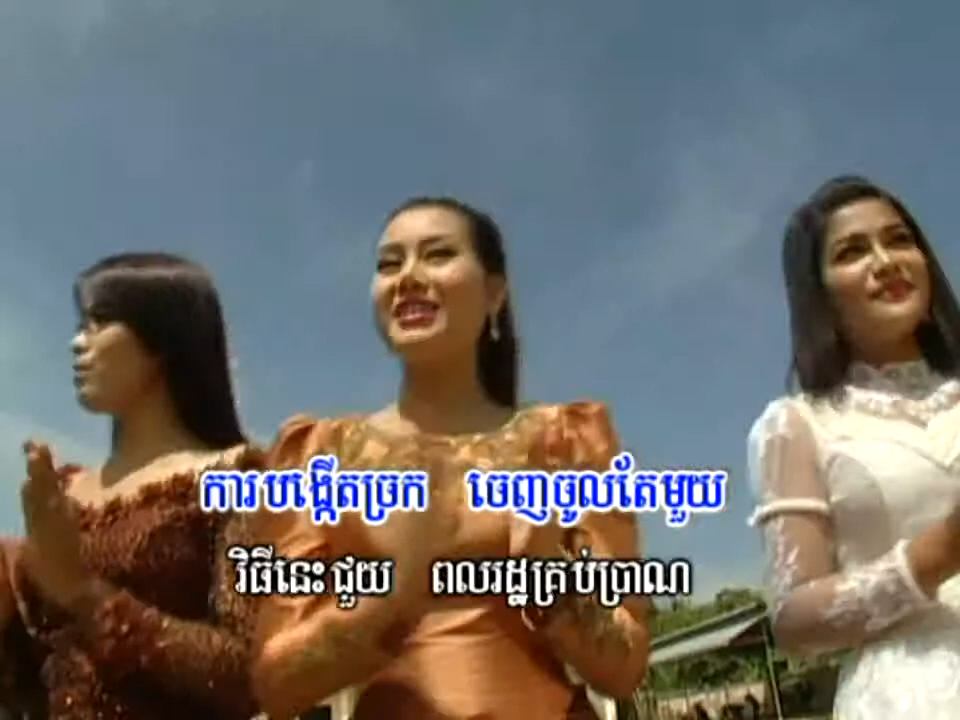 ការបង្កើតច្រក ចេញចូលតែមួយ
វិធីនេះជួយ ពលរដ្ឋគ្រប់ប្រាណ